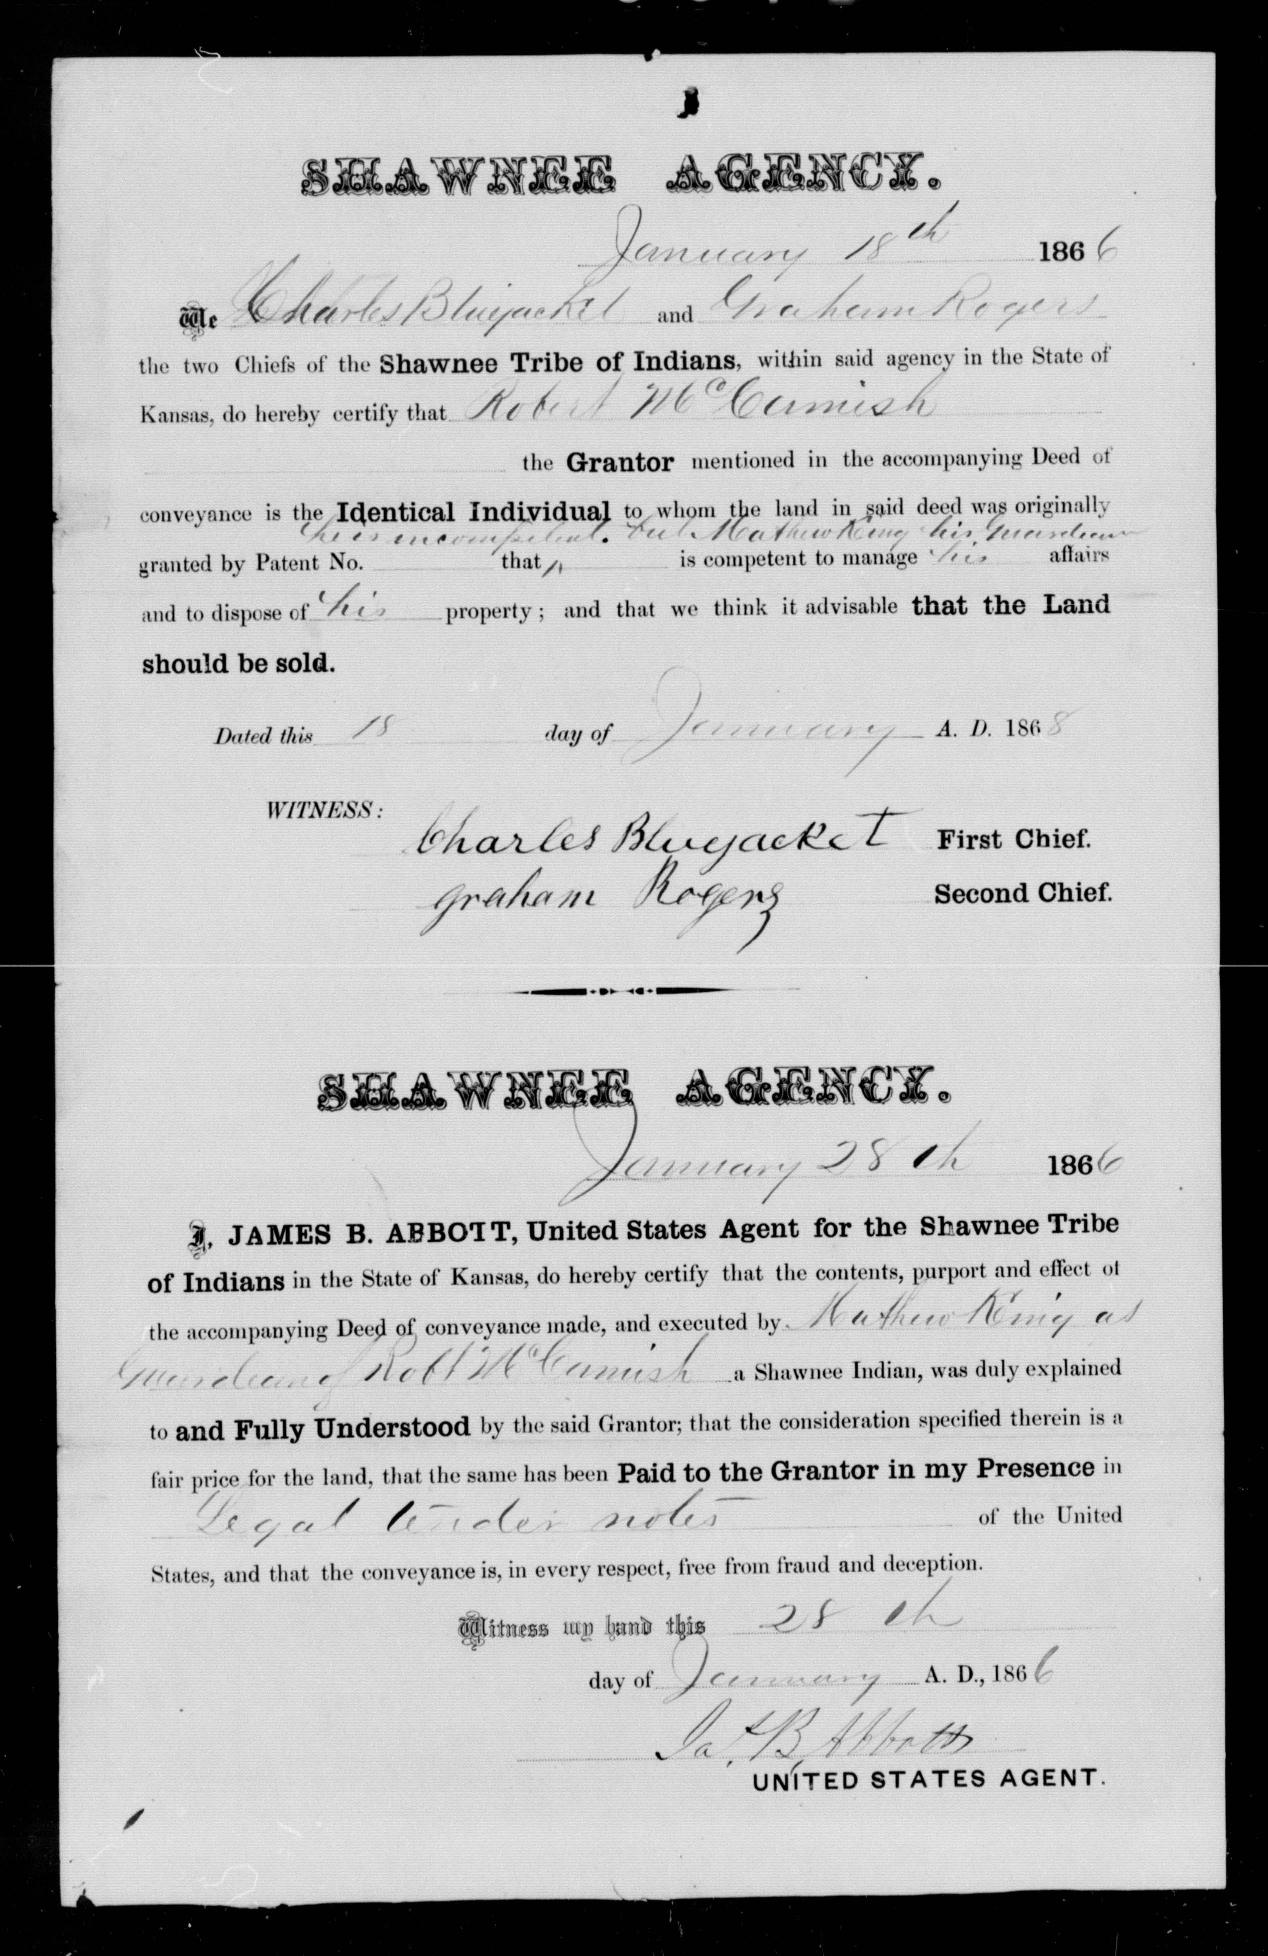 SHAWNEE AGENCY.
January 18th 1866
We Charles Bluejacket and Graham Rogers
the two Chiefs of the Shawnee Tribe of Indians, within said agency in the State of
Kansas, do hereby certify that Robert McCamish
the Grantor mentioned in the accompanying Deed of
conveyance is the Identical Individual to whom the land in said deed was originally
he is incompetent. but Mathew King his Guardian
granted by Patent No. that ^ is competent to manage his affairs
and to dispose of his property; and that we think it advisable that the Land
should be sold.
Dated this 18 day of January A. D. 1868
WITNESS:
Charles Bluejacket First Chief.
Graham Rogers Second Chief.
SHAWNEE AGENCY.
January 28th 1866
I, JAMES B. ABBOTT, United States Agent for the Shawnee Tribe
of Indians in the State of Kansas, do hereby certify that the contents, purport and effect of
the accompanying Deed of conveyance made, and executed by Mathew King as
Guardian of Robt McCamish a Shawnee Indian, was duly explained
to and Fully Understood by the said Grantor; that the consideration specified therein is a
fair price for the land, that the same has been Paid to the Grantor in my Presence in
Legal tender notes of the United
States, and that the conveyance is, in every respect, free from fraud and deception.
Witness my hand this 28th
day of January A. D., 1866
Jas. B. Abbott
UNITED STATES AGENT.